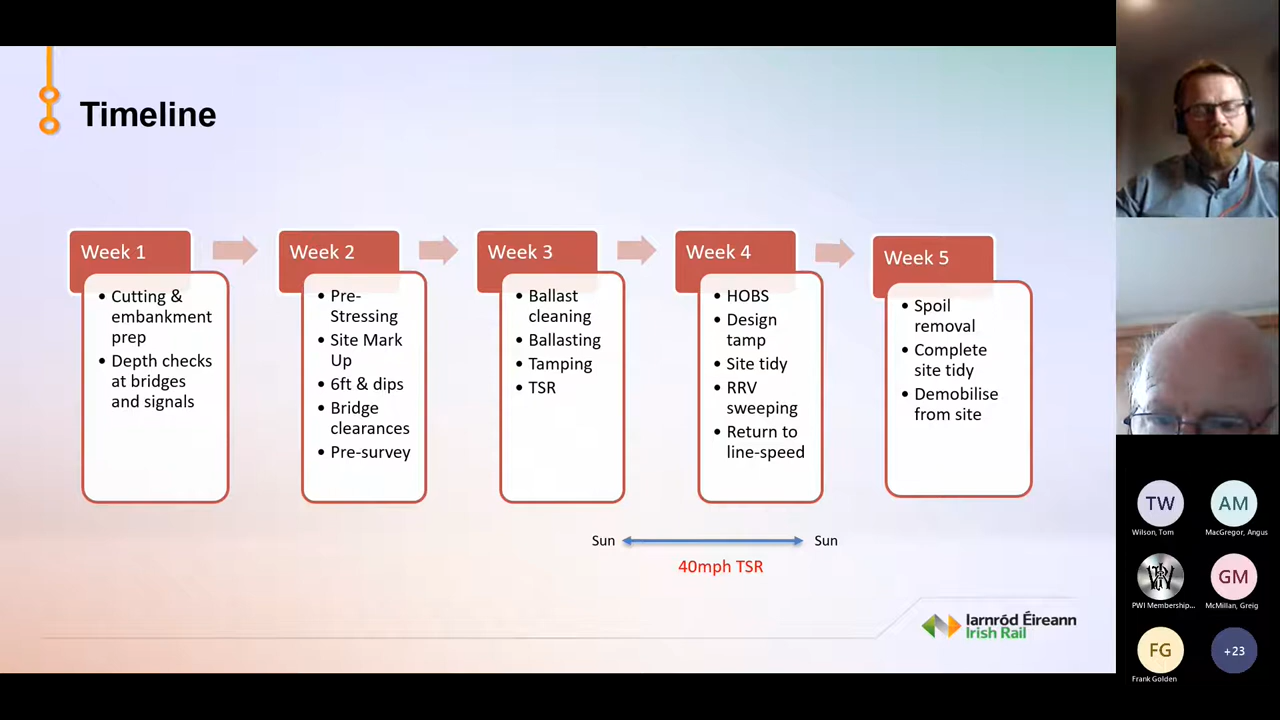 Timeline
Week 1
• Cutting &
embankment
prep
• Depth checks
at bridges
and signals
Week 2
• Pre-
Stressing
• Site Mark
Up
• 6ft & dips
• Bridge
clearances
• Pre-survey
Week 3
• Ballast
cleaning
• Ballasting
• Tamping
• TSR
Week 4
• HOBS
• Design
tamp
• Site tidy
• RRV
sweeping
• Return to
line-speed
Week 5
• Spoil
removal
• Complete
site tidy
• Demobilise
from site
Sun
Sun
40mph TSR
Iarnród Éireann
Irish Rail
TW
Wilson, Tom
AM
MacGregor, Angus
PWI Membership...
GM
McMillan, Greig
FG
Frank Golden
+23